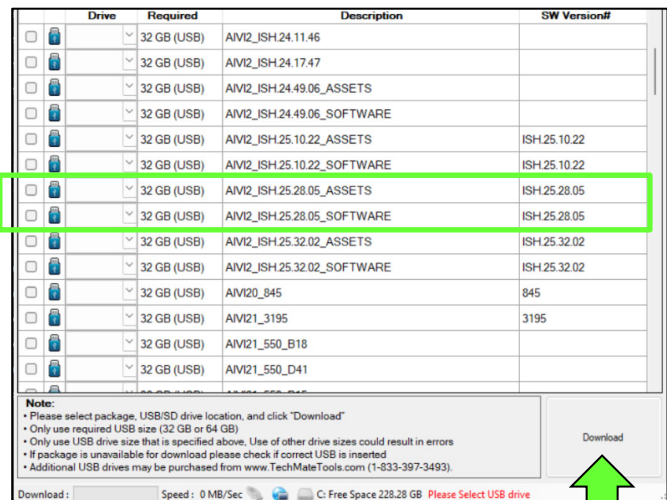 Drive Required Description SW Version#
32 GB (USB) AIVI2_ISH.24.11.46
32 GB (USB) AIVI2_ISH.24.17.47
32 GB (USB) AIVI2_ISH.24.49.06_ASSETS
32 GB (USB) AIVI2_ISH.24.49.06_SOFTWARE
32 GB (USB) AIVI2_ISH.25.10.22_ASSETS ISH.25.10.22
32 GB (USB) AIVI2_ISH.25.10.22_SOFTWARE ISH.25.10.22
32 GB (USB) AIVI2_ISH.25.28.05_ASSETS ISH.25.28.05
32 GB (USB) AIVI2_ISH.25.28.05_SOFTWARE ISH.25.28.05
32 GB (USB) AIVI2_ISH.25.32.02_ASSETS ISH.25.32.02
32 GB (USB) AIVI2_ISH.25.32.02_SOFTWARE ISH.25.32.02
32 GB (USB) AIVI20_845 845
32 GB (USB) AIVI21_3195 3195
32 GB (USB) AIVI21_550_B18
32 GB (USB) AIVI21_550_D41
Note:
• Please select package, USB/SD drive location, and click "Download"
• Only use required USB size (32 GB or 64 GB)
• Only use USB drive size that is specified above, Use of other drive sizes could result in errors
• If package is unavailable for download please check if correct USB is inserted
• Additional USB drives may be purchased from www.TechMateTools.com (1-833-397-3493).
Download
Download : Speed : 0 MB/Sec C: Free Space 228.28 GB Please Select USB drive